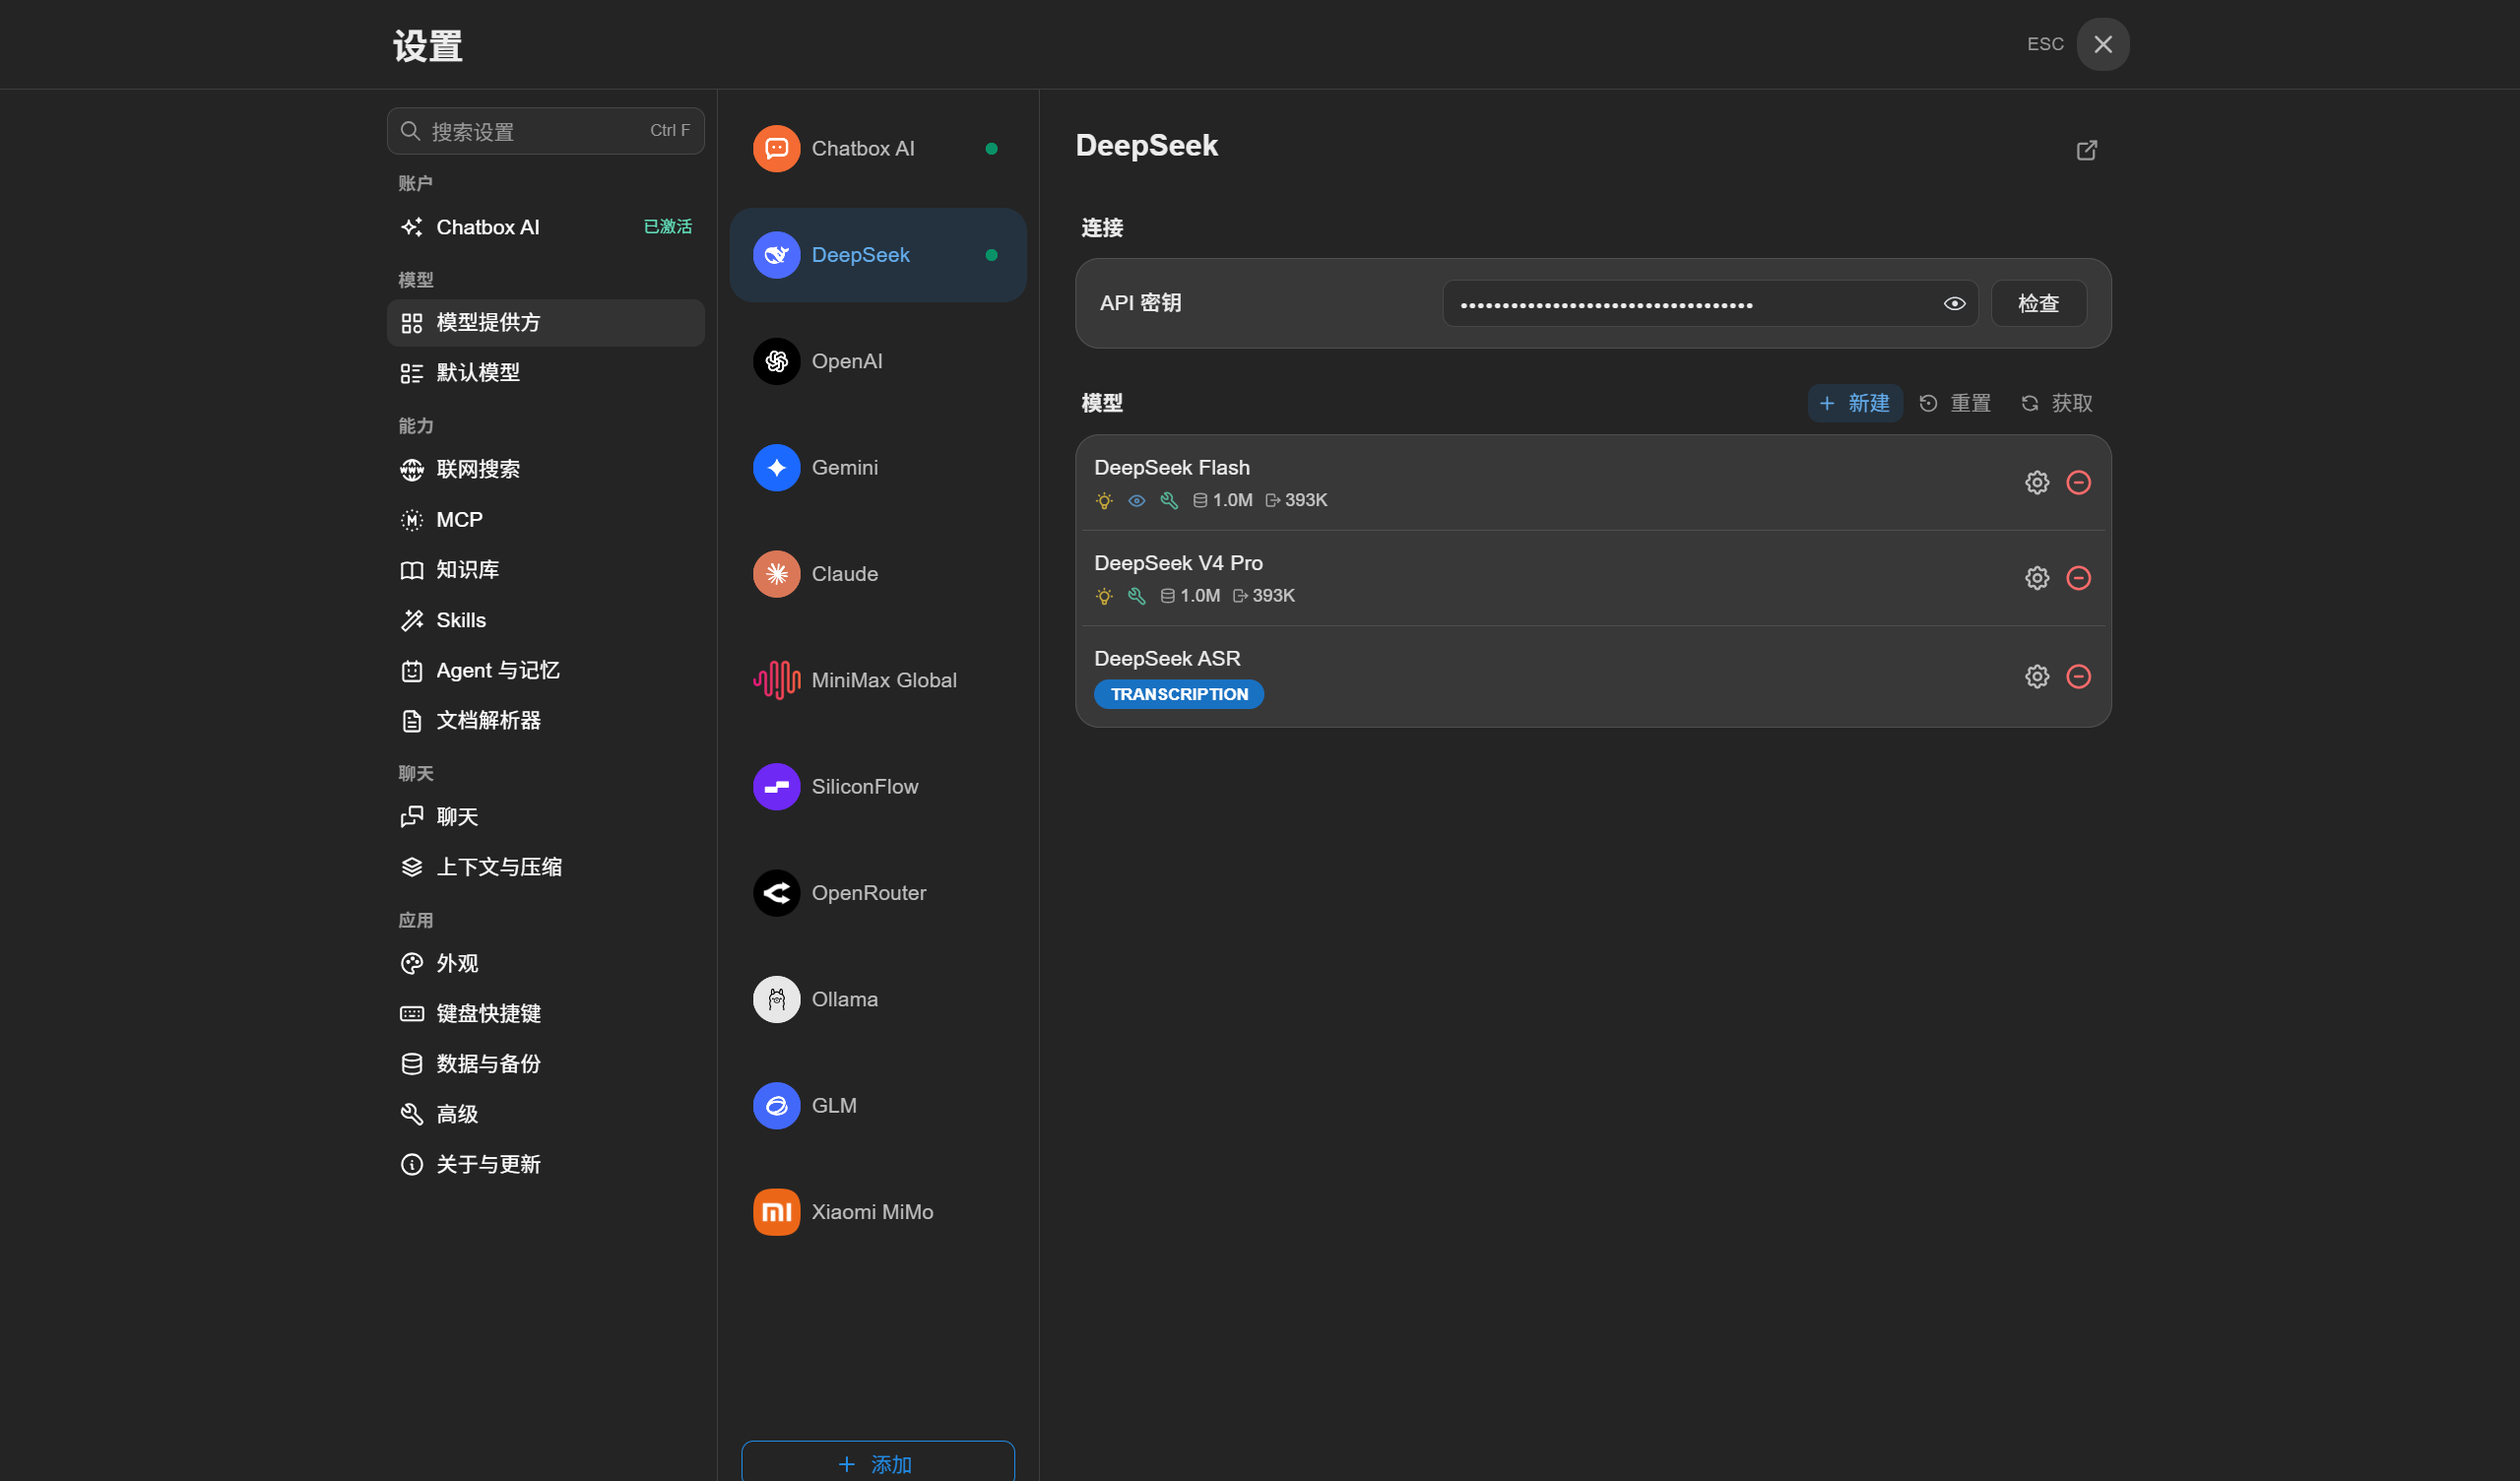 设置
ESC
搜索设置 Ctrl F
账户
Chatbox AI 已激活
模型
模型提供方
默认模型
能力
联网搜索
MCP
知识库
Skills
Agent 与记忆
文档解析器
聊天
聊天
上下文与压缩
应用
外观
键盘快捷键
数据与备份
高级
关于与更新
Chatbox AI
DeepSeek
OpenAI
Gemini
Claude
MiniMax Global
SiliconFlow
OpenRouter
Ollama
GLM
Xiaomi MiMo
添加
DeepSeek
连接
API 密钥 检查
模型 新建 重置 获取
DeepSeek Flash
1.0M 393K
DeepSeek V4 Pro
1.0M 393K
DeepSeek ASR
TRANSCRIPTION